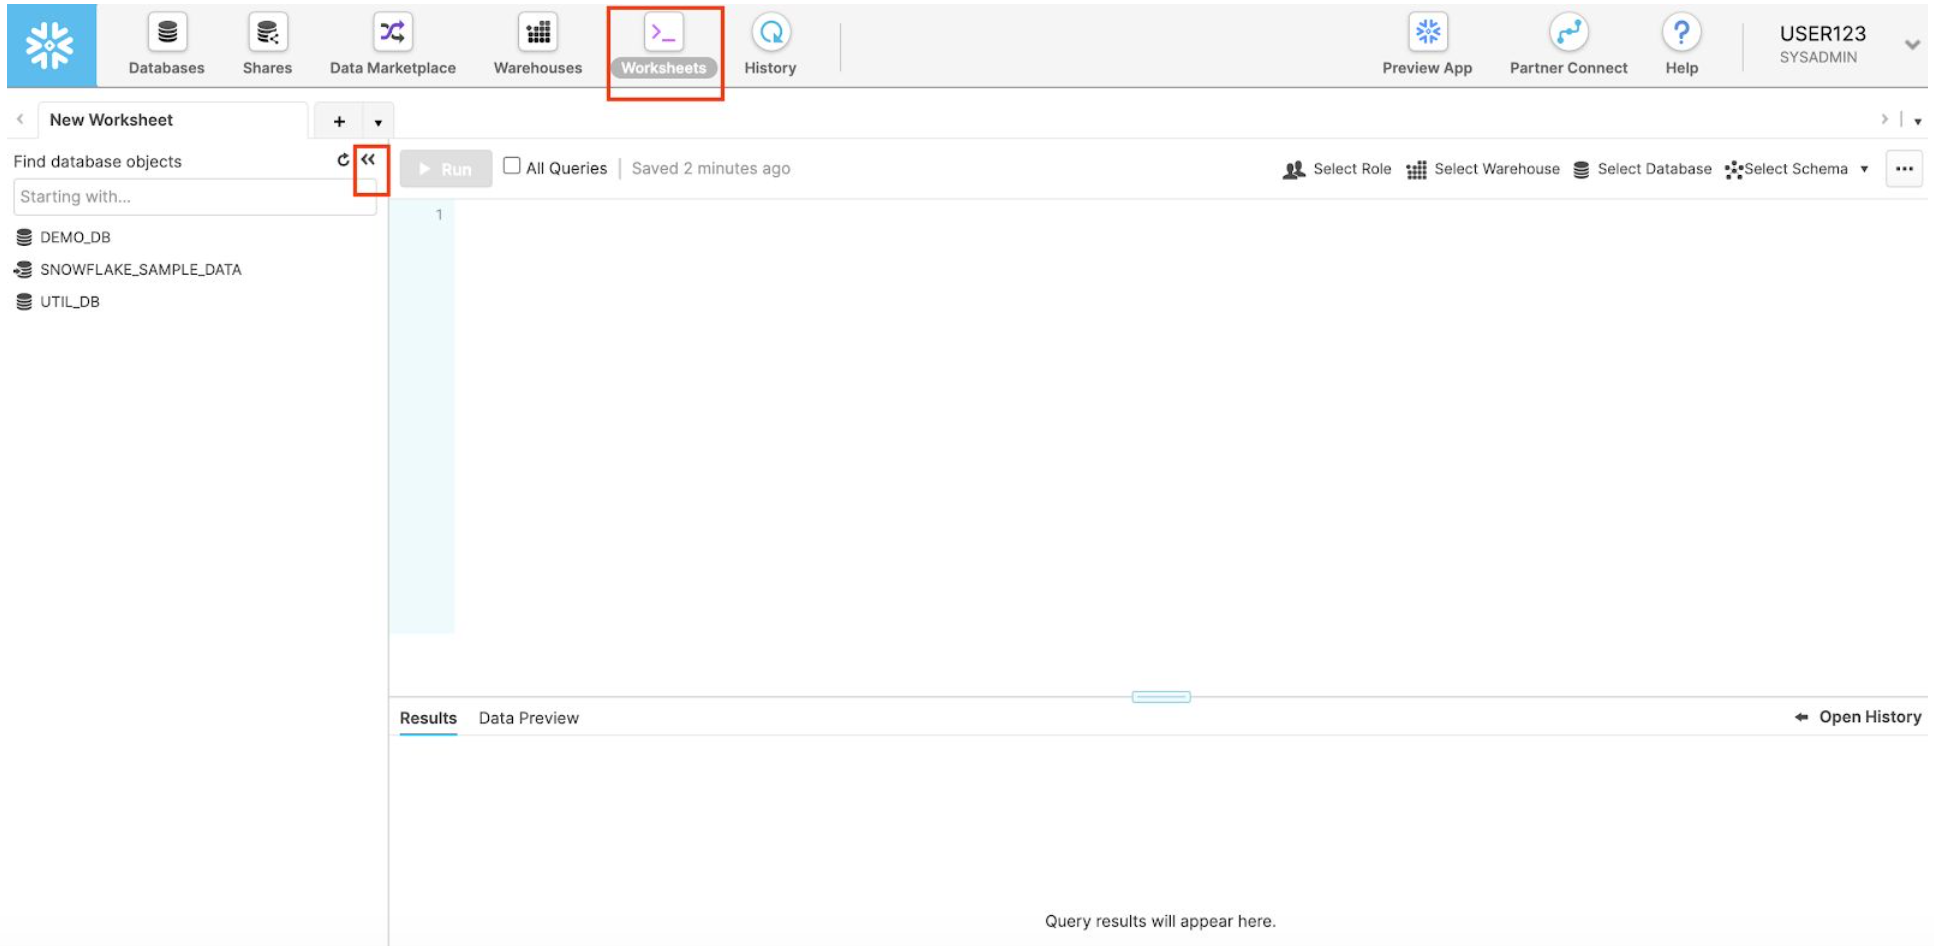 Databases Shares Data Marketplace Warehouses Worksheets History Preview App Partner Connect Help
USER123
SYSADMIN
New Worksheet
Find database objects
Starting with...
DEMO_DB
SNOWFLAKE_SAMPLE_DATA
UTIL_DB
Run All Queries Saved 2 minutes ago Select Role Select Warehouse Select Database Select Schema
1
Results Data Preview Open History
Query results will appear here.